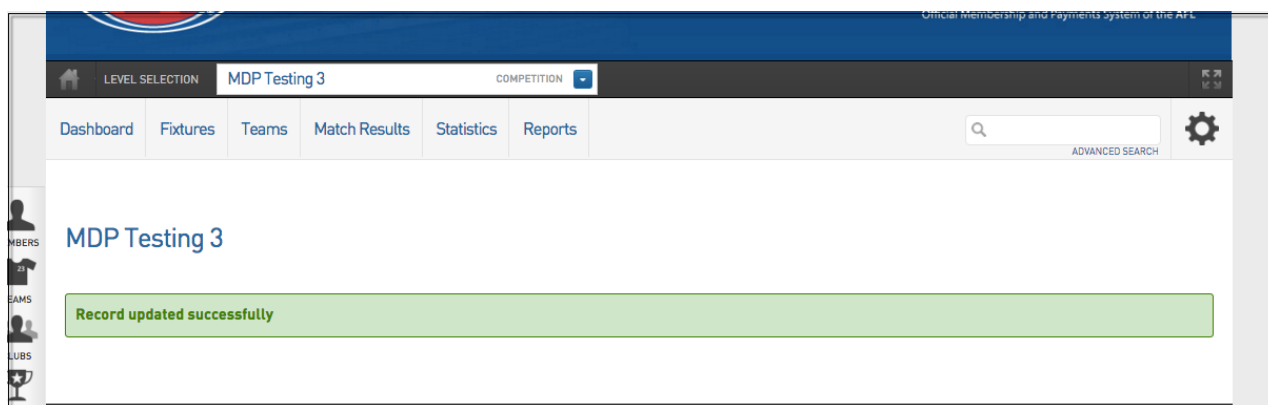 Official Membership and Payments System of the AFL
LEVEL SELECTION MDP Testing 3 COMPETITION
Dashboard Fixtures Teams Match Results Statistics Reports
ADVANCED SEARCH
MBERS
23
EAMS
LUBS
MDP Testing 3
Record updated successfully